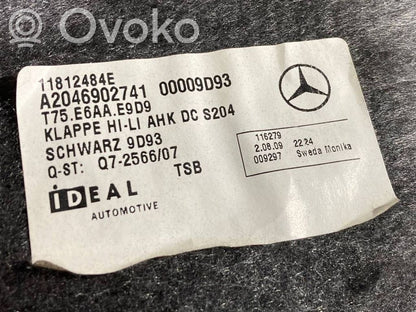 Ovoko
11812484E
A2046902741 00009D93
T75.E6AA.E9D9
KLAPPE HI-LI AHK DC S204
SCHWARZ 9D93
Q-ST: Q7-2566/07 TSB
iDEAL
AUTOMOTIVE
116279
2.08.09 22:24
009297 Sweda Monika